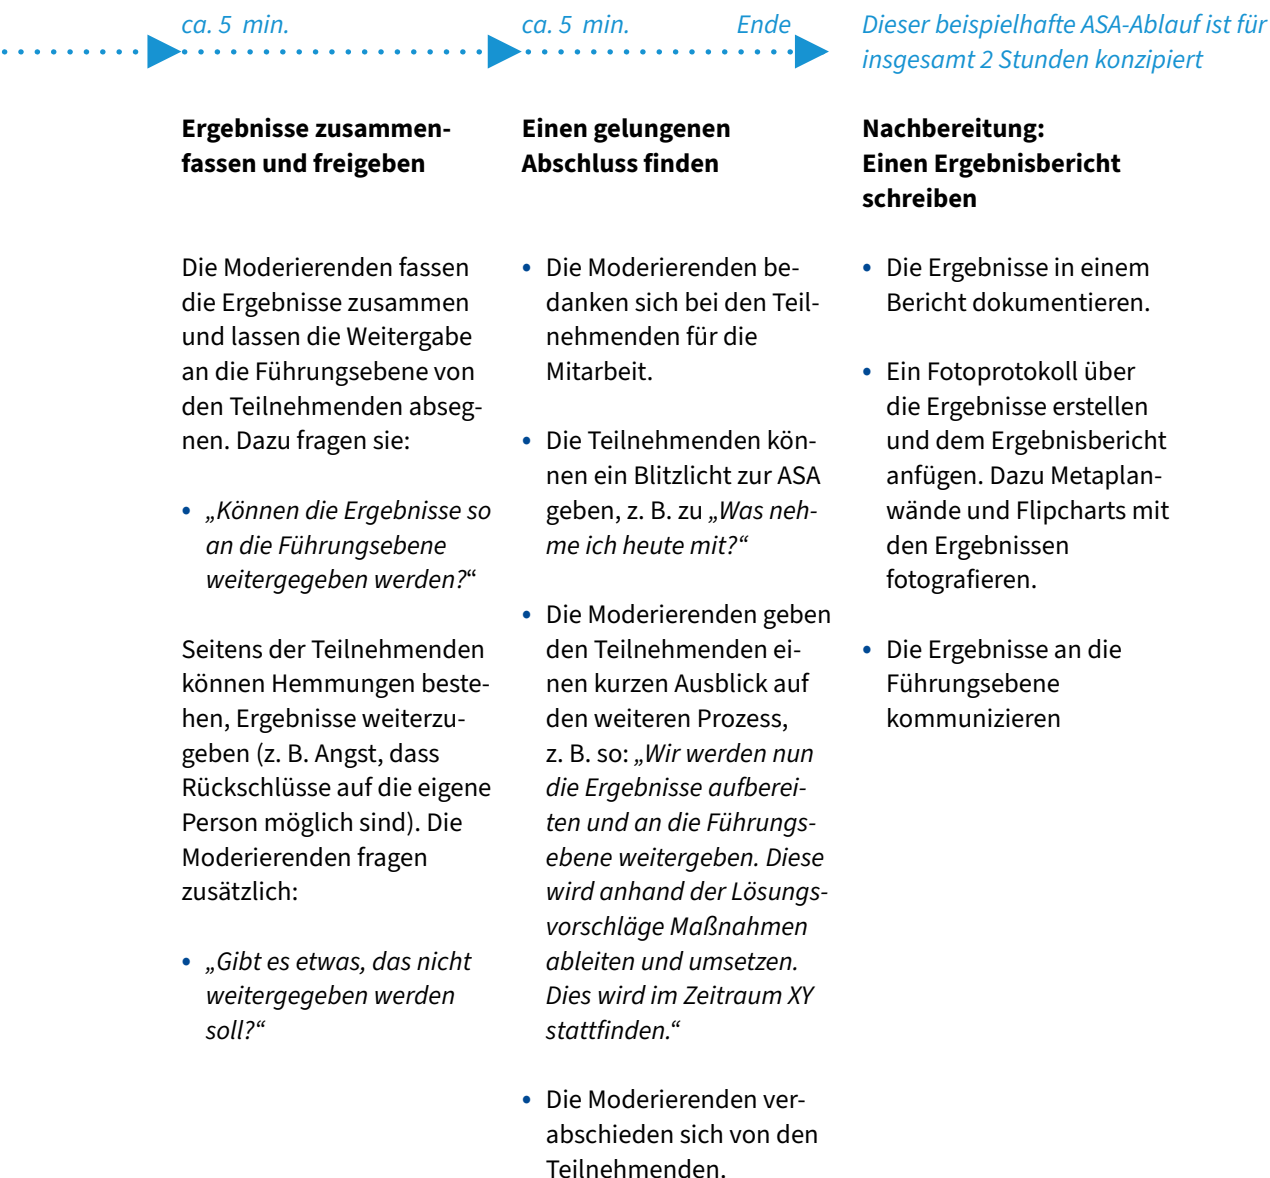 ca. 5 min.
Ergebnisse zusammen-
fassen und freigeben
Die Moderierenden fassen
die Ergebnisse zusammen
und lassen die Weitergabe
an die Führungsebene von
den Teilnehmenden abseg-
nen. Dazu fragen sie:
• „Können die Ergebnisse so
an die Führungsebene
weitergegeben werden?“
Seitens der Teilnehmenden
können Hemmungen beste-
hen, Ergebnisse weiterzu-
geben (z. B. Angst, dass
Rückschlüsse auf die eigene
Person möglich sind). Die
Moderierenden fragen
zusätzlich:
• „Gibt es etwas, das nicht
weitergegeben werden
soll?“
ca. 5 min. Ende
Einen gelungenen
Abschluss finden
• Die Moderierenden be-
danken sich bei den Teil-
nehmenden für die
Mitarbeit.
• Die Teilnehmenden kön-
nen ein Blitzlicht zur ASA
geben, z. B. zu „Was neh-
me ich heute mit?“
• Die Moderierenden geben
den Teilnehmenden ei-
nen kurzen Ausblick auf
den weiteren Prozess,
z. B. so: „Wir werden nun
die Ergebnisse aufberei-
ten und an die Führungs-
ebene weitergeben. Diese
wird anhand der Lösungs-
vorschläge Maßnahmen
ableiten und umsetzen.
Dies wird im Zeitraum XY
stattfinden.“
• Die Moderierenden ver-
abschieden sich von den
Teilnehmenden.
Dieser beispielhafte ASA-Ablauf ist für
insgesamt 2 Stunden konzipiert
Nachbereitung:
Einen Ergebnisbericht
schreiben
• Die Ergebnisse in einem
Bericht dokumentieren.
• Ein Fotoprotokoll über
die Ergebnisse erstellen
und dem Ergebnisbericht
anfügen. Dazu Metaplan-
wände und Flipcharts mit
den Ergebnissen
fotografieren.
• Die Ergebnisse an die
Führungsebene
kommunizieren